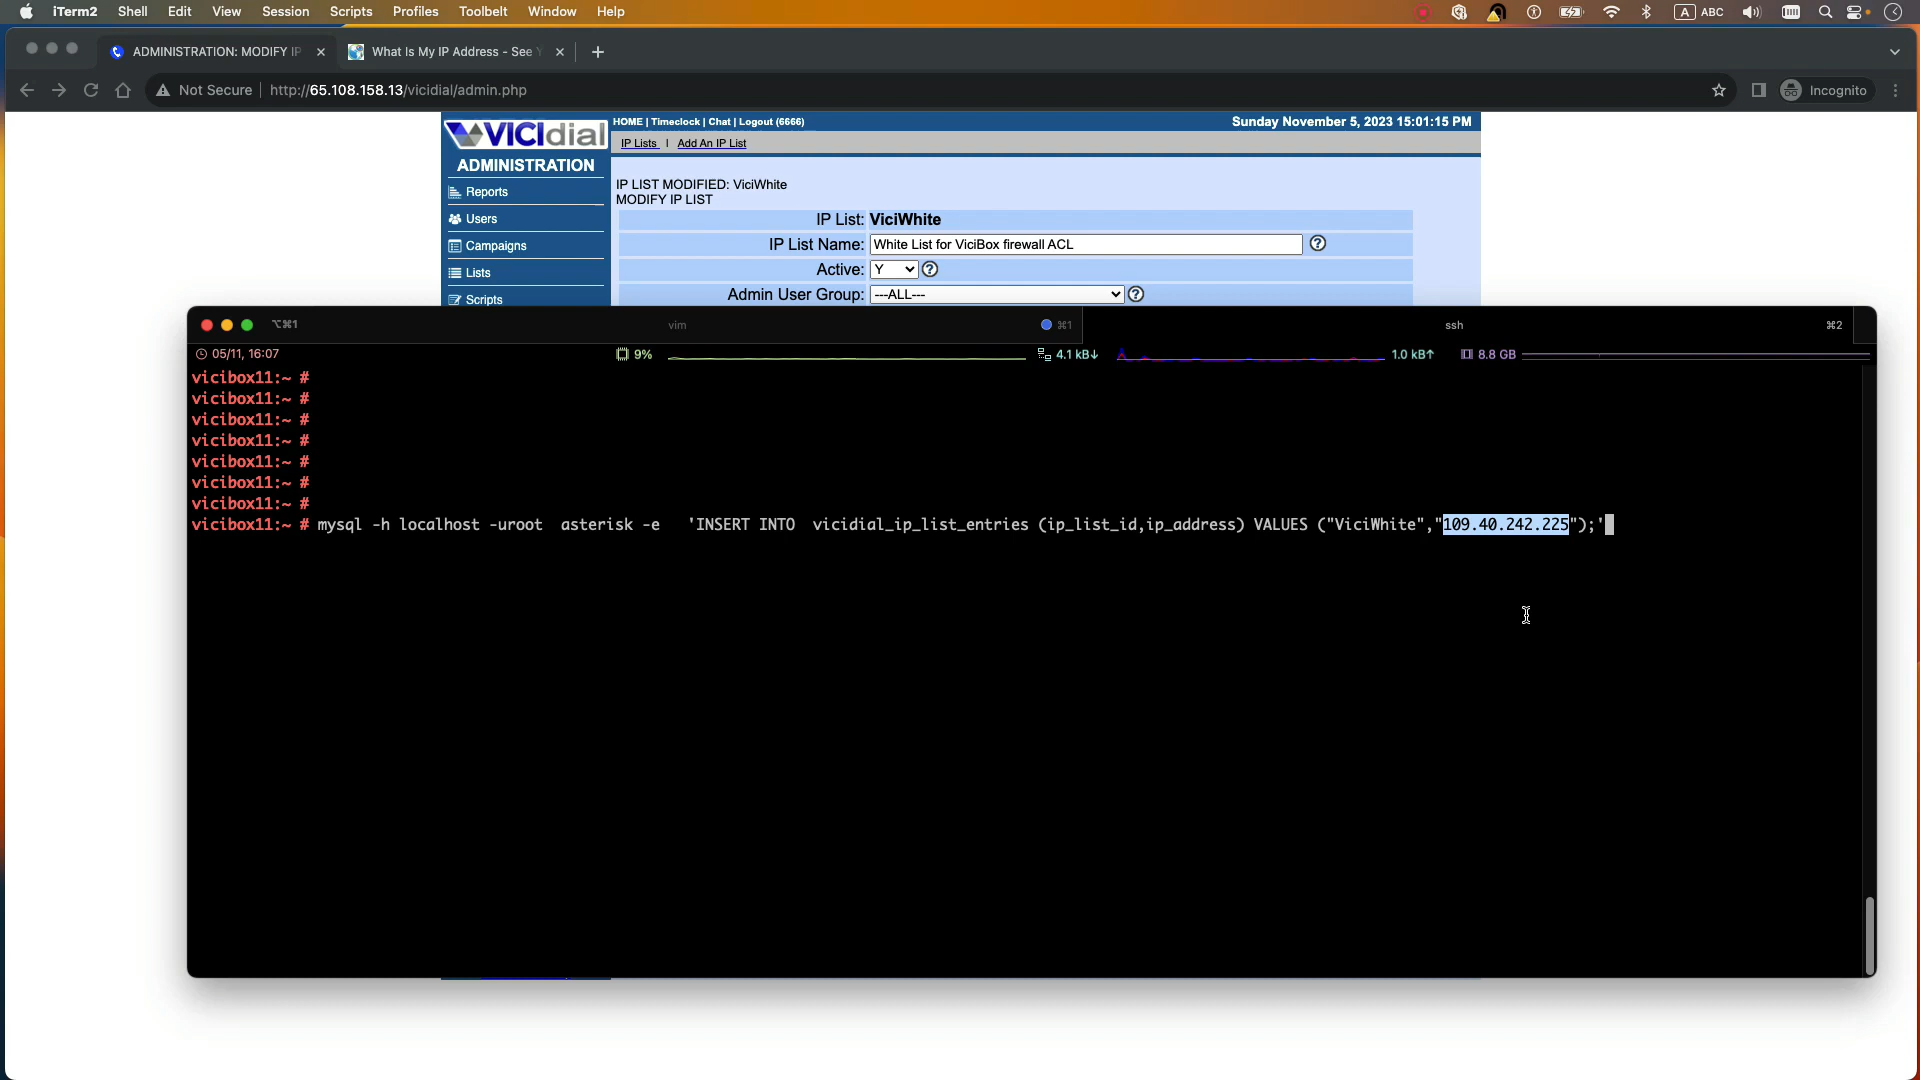 iTerm2 Shell Edit View Session Scripts Profiles Toolbelt Window Help A ABC
ADMINISTRATION: MODIFY IP What Is My IP Address - See Y
Not Secure http://65.108.158.13/vicidial/admin.php Incognito
VICIdial
HOME | Timeclock | Chat | Logout (6666) Sunday November 5, 2023 15:01:15 PM
IP Lists | Add An IP List
ADMINISTRATION
Reports
Users
Campaigns
Lists
Scripts
IP LIST MODIFIED: ViciWhite
MODIFY IP LIST
IP List: ViciWhite
IP List Name: White List for ViciBox firewall ACL
Active: Y
Admin User Group: ---ALL---
⌥⌘1 vim ⌘1 ssh ⌘2
05/11, 16:07 9% 4.1 kB↓ 1.0 kB↑ 8.8 GB
vicibox11:~ #
vicibox11:~ #
vicibox11:~ #
vicibox11:~ #
vicibox11:~ #
vicibox11:~ #
vicibox11:~ #
vicibox11:~ # mysql -h localhost -uroot  asterisk -e   'INSERT INTO  vicidial_ip_list_entries (ip_list_id,ip_address) VALUES ("ViciWhite","109.40.242.225");'